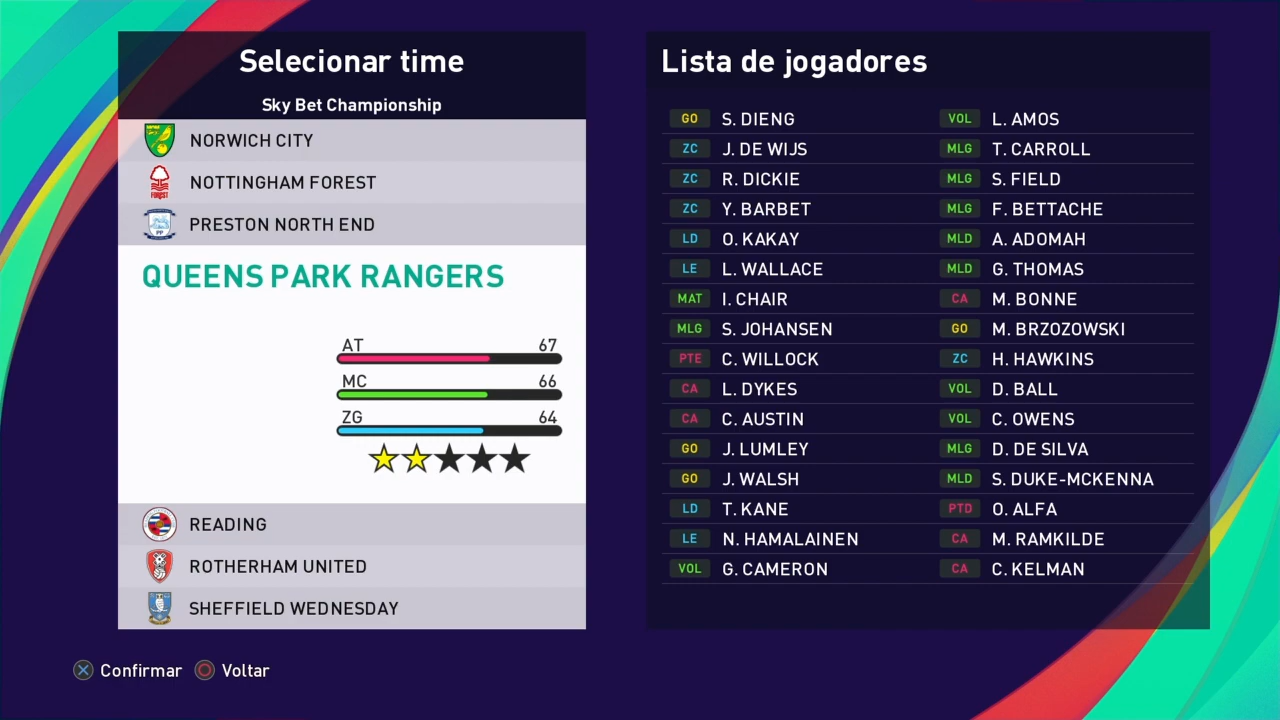 Selecionar time
Sky Bet Championship
NORWICH CITY
NOTTINGHAM FOREST
PRESTON NORTH END
QUEENS PARK RANGERS
AT 67
MC 66
ZG 64
READING
ROTHERHAM UNITED
SHEFFIELD WEDNESDAY
Lista de jogadores
GO S. DIENG
ZC J. DE WIJS
ZC R. DICKIE
ZC Y. BARBET
LD O. KAKAY
LE L. WALLACE
MAT I. CHAIR
MLG S. JOHANSEN
PTE C. WILLOCK
CA L. DYKES
CA C. AUSTIN
GO J. LUMLEY
GO J. WALSH
LD T. KANE
LE N. HAMALAINEN
VOL G. CAMERON
VOL L. AMOS
MLG T. CARROLL
MLG S. FIELD
MLG F. BETTACHE
MLD A. ADOMAH
MLD G. THOMAS
CA M. BONNE
GO M. BRZOZOWSKI
ZC H. HAWKINS
VOL D. BALL
VOL C. OWENS
MLG D. DE SILVA
MLD S. DUKE-MCKENNA
PTD O. ALFA
CA M. RAMKILDE
CA C. KELMAN
Confirmar Voltar